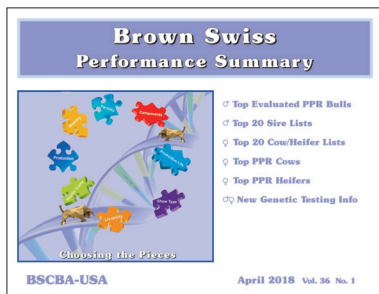 Brown Swiss
Performance Summary
♂ Top Evaluated PPR Bulls
♂ Top 20 Sire Lists
♀ Top 20 Cow/Heifer Lists
♀ Top PPR Cows
♀ Top PPR Heifers
♂♀ New Genetic Testing Info
Components
Production
Show Type
Choosing the Pieces
BSCBA-USA
April 2018 Vol. 36 No. 1